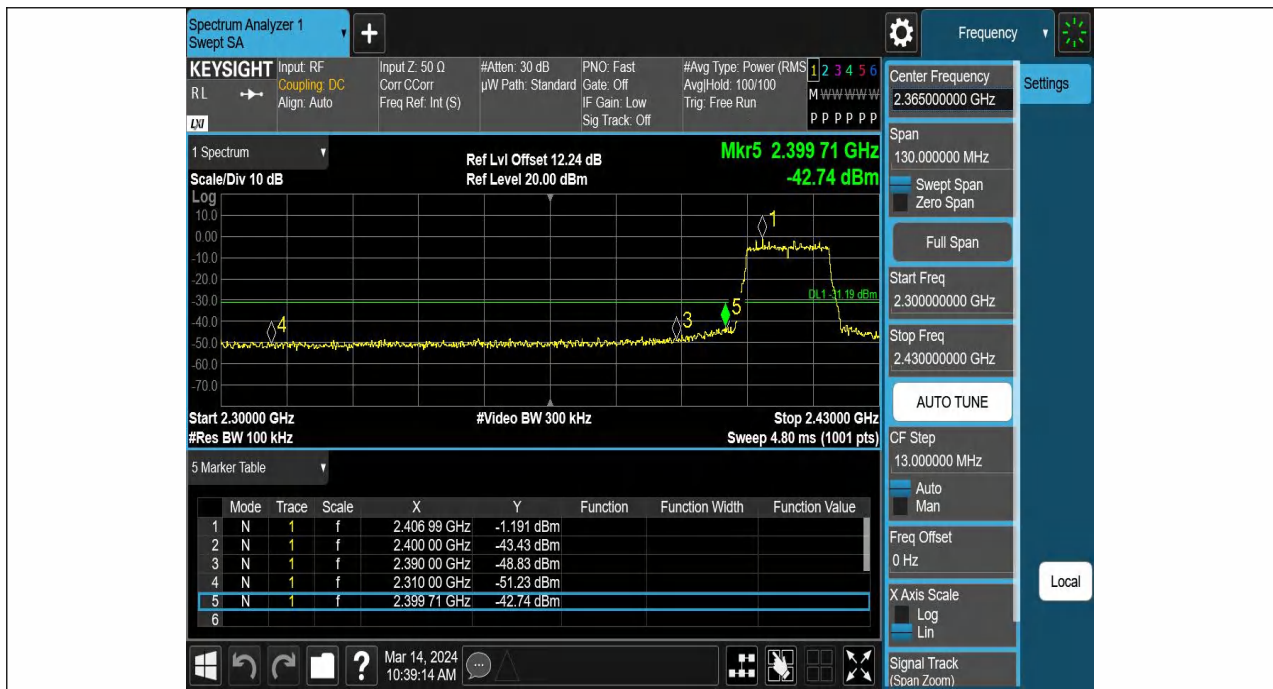 Spectrum Analyzer 1
Swept SA
+
Frequency
KEYSIGHT
RL
LXI
Input: RF
Coupling: DC
Align: Auto
Input Z: 50 Ω
Corr CCorr
Freq Ref: Int (S)
#Atten: 30 dB
µW Path: Standard
PNO: Fast
Gate: Off
IF Gain: Low
Sig Track: Off
#Avg Type: Power (RMS
Avg|Hold: 100/100
Trig: Free Run
1 2 3 4 5 6
M W W W W W
P P P P P P
1 Spectrum
Scale/Div 10 dB
Ref Lvl Offset 12.24 dB
Ref Level 20.00 dBm
Mkr5 2.399 71 GHz
-42.74 dBm
Log
10.0
0.00
-10.0
-20.0
-30.0
-40.0
-50.0
-60.0
-70.0
1
DL1 -31.19 dBm
5
3
4
Start 2.30000 GHz
#Video BW 300 kHz
Stop 2.43000 GHz
#Res BW 100 kHz
Sweep 4.80 ms (1001 pts)
5 Marker Table
Mode Trace Scale X Y Function Function Width Function Value
1 N 1 f 2.406 99 GHz -1.191 dBm
2 N 1 f 2.400 00 GHz -43.43 dBm
3 N 1 f 2.390 00 GHz -48.83 dBm
4 N 1 f 2.310 00 GHz -51.23 dBm
5 N 1 f 2.399 71 GHz -42.74 dBm
6
Center Frequency
2.365000000 GHz
Settings
Span
130.000000 MHz
Swept Span
Zero Span
Full Span
Start Freq
2.300000000 GHz
Stop Freq
2.430000000 GHz
AUTO TUNE
CF Step
13.000000 MHz
Auto
Man
Freq Offset
0 Hz
X Axis Scale
Log
Lin
Local
Signal Track
(Span Zoom)
?
Mar 14, 2024
10:39:14 AM